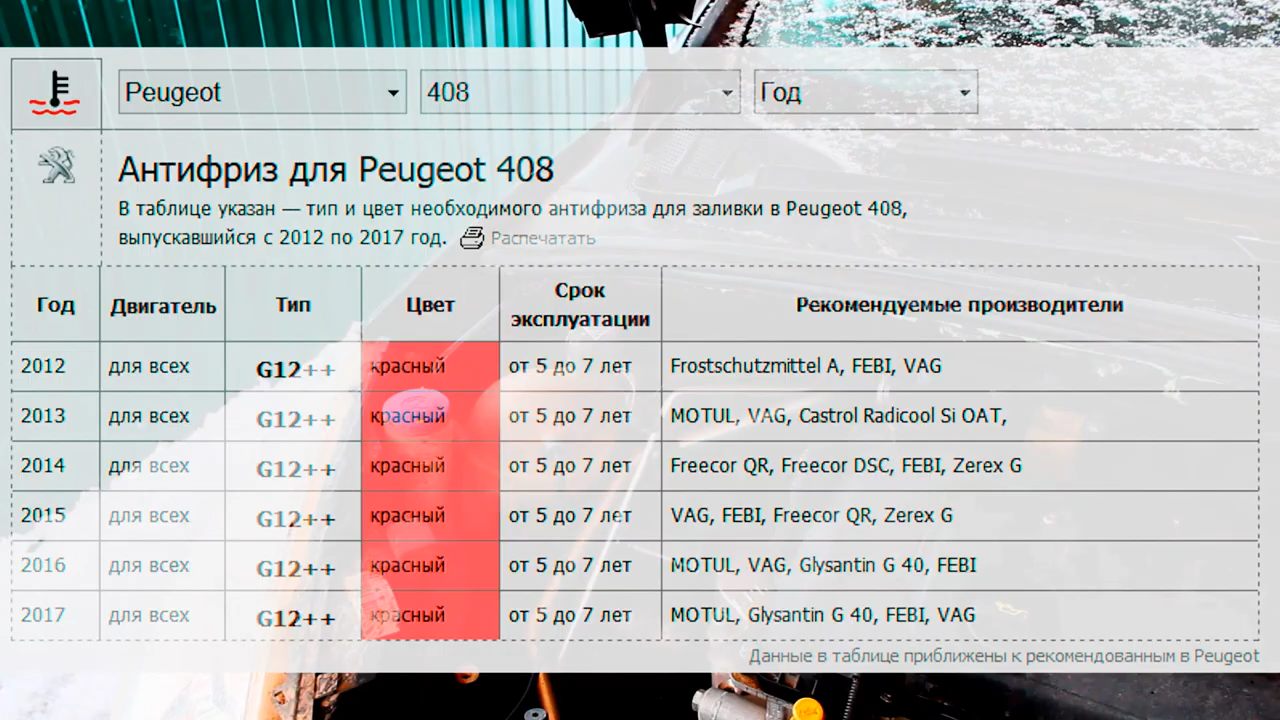 Peugeot 408 Год
Антифриз для Peugeot 408
В таблице указан — тип и цвет необходимого антифриза для заливки в Peugeot 408,
выпускавшийся с 2012 по 2017 год. Распечатать
Год Двигатель Тип Цвет Срок эксплуатации Рекомендуемые производители
2012 для всех G12++ красный от 5 до 7 лет Frostschutzmittel A, FEBI, VAG
2013 для всех G12++ красный от 5 до 7 лет MOTUL, VAG, Castrol Radicool Si OAT,
2014 для всех G12++ красный от 5 до 7 лет Freecor QR, Freecor DSC, FEBI, Zerex G
2015 для всех G12++ красный от 5 до 7 лет VAG, FEBI, Freecor QR, Zerex G
2016 для всех G12++ красный от 5 до 7 лет MOTUL, VAG, Glysantin G 40, FEBI
2017 для всех G12++ красный от 5 до 7 лет MOTUL, Glysantin G 40, FEBI, VAG
Данные в таблице приближены к рекомендованным в Peugeot